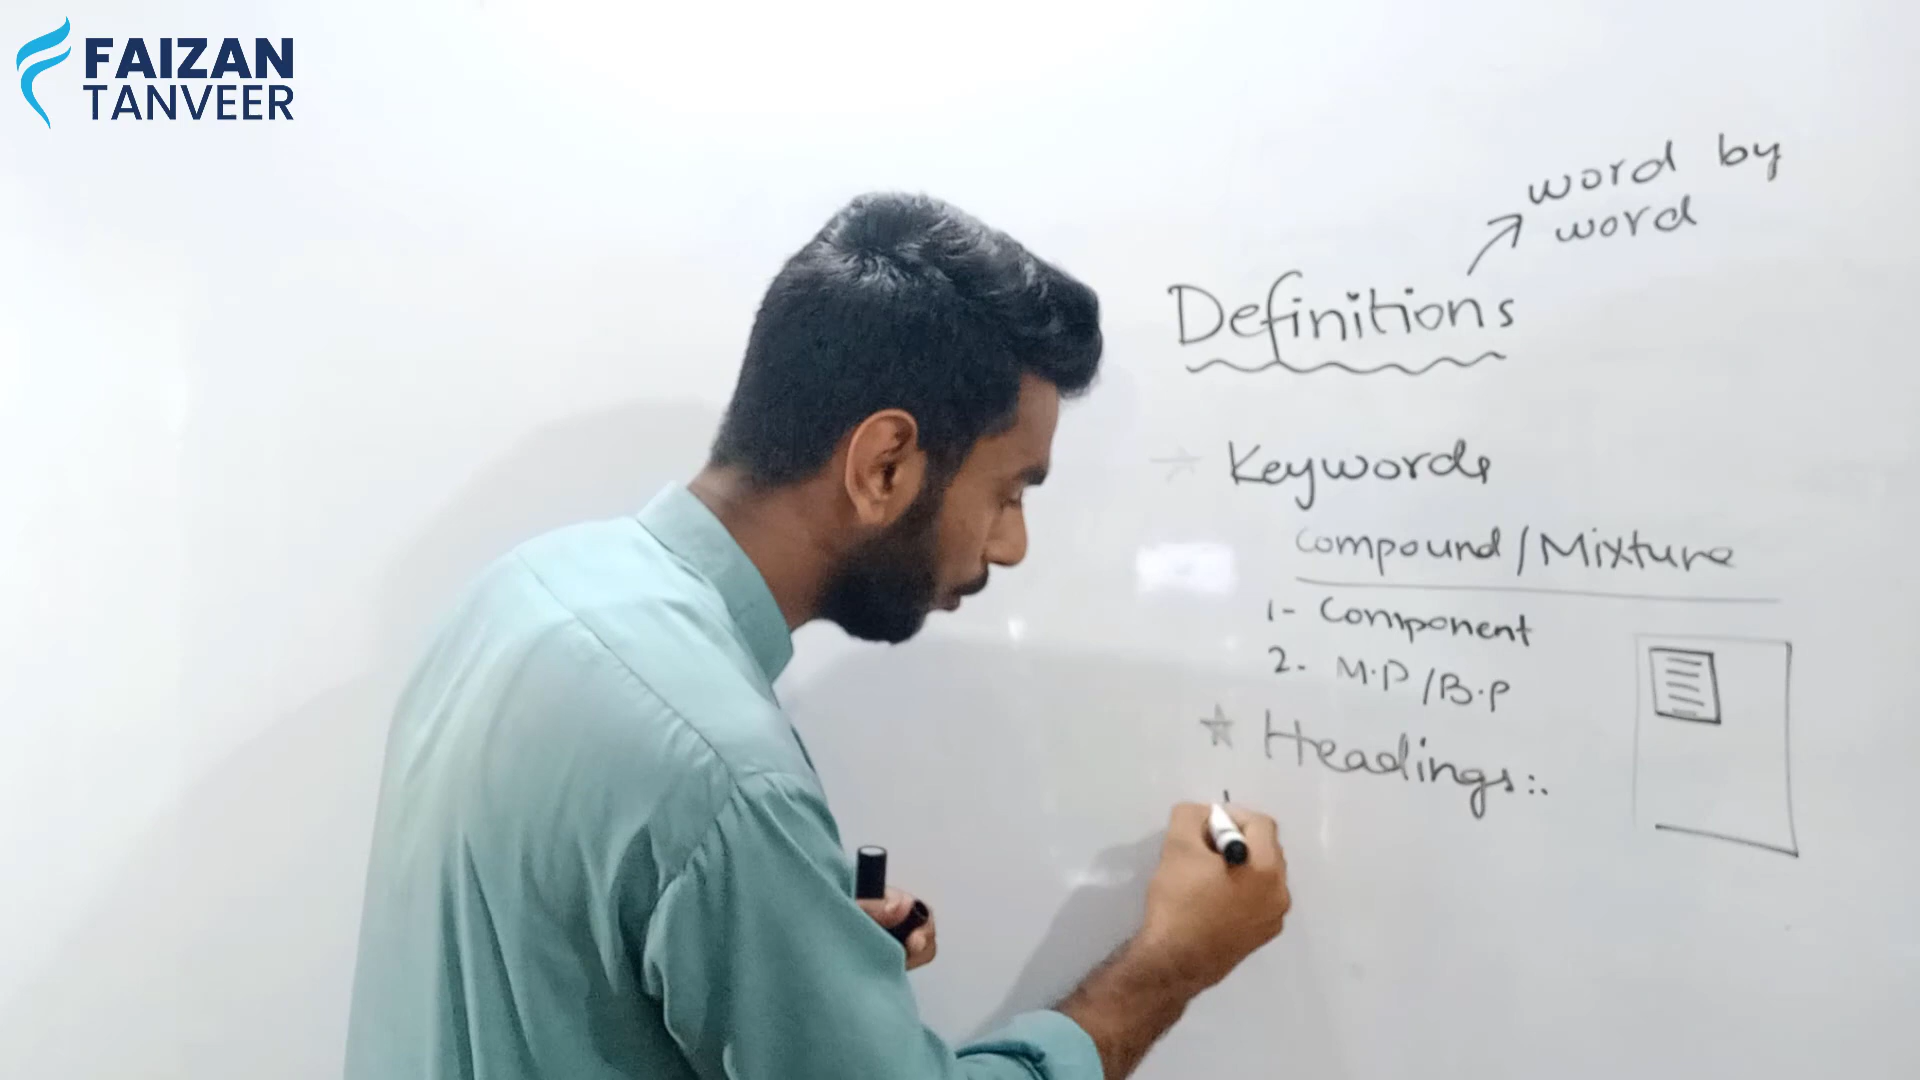 FAIZAN
TANVEER
word by
word
Definitions
Keywords
Compound/Mixture
1- Component
2. M.P/B.P
Headings:.